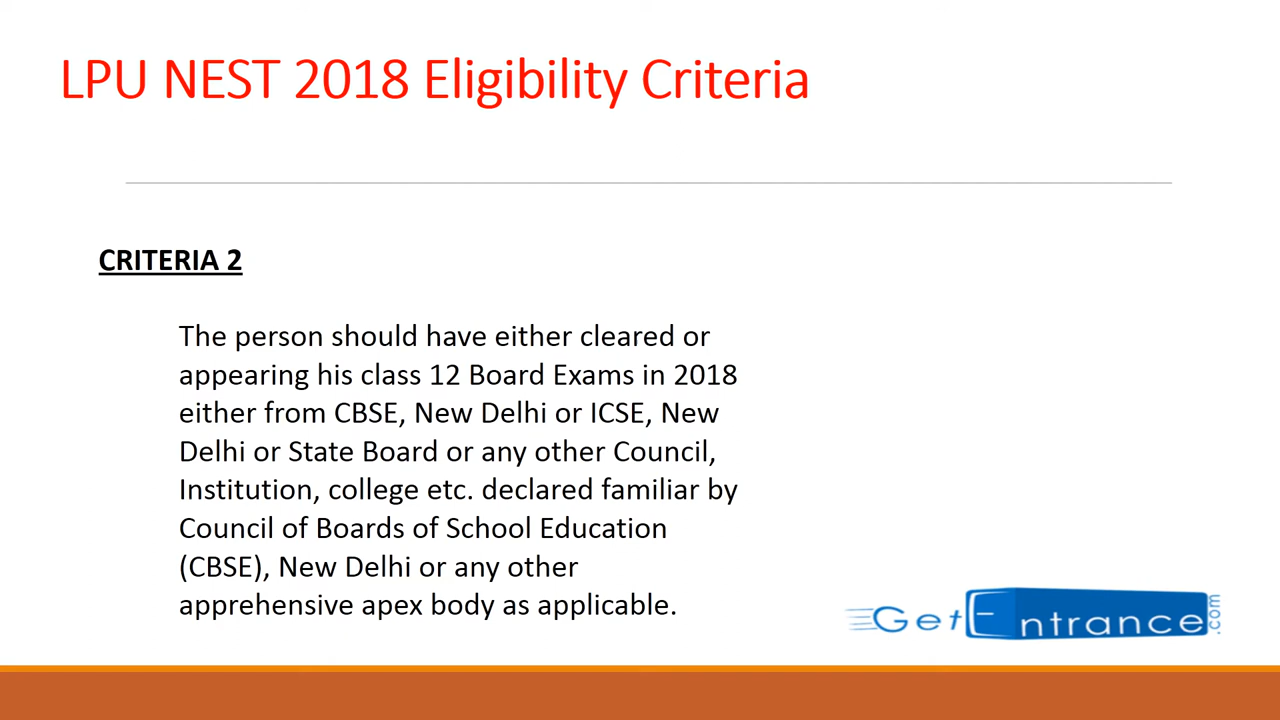 LPU NEST 2018 Eligibility Criteria
CRITERIA 2
The person should have either cleared or
appearing his class 12 Board Exams in 2018
either from CBSE, New Delhi or ICSE, New
Delhi or State Board or any other Council,
Institution, college etc. declared familiar by
Council of Boards of School Education
(CBSE), New Delhi or any other
apprehensive apex body as applicable.
GetEntrance.com